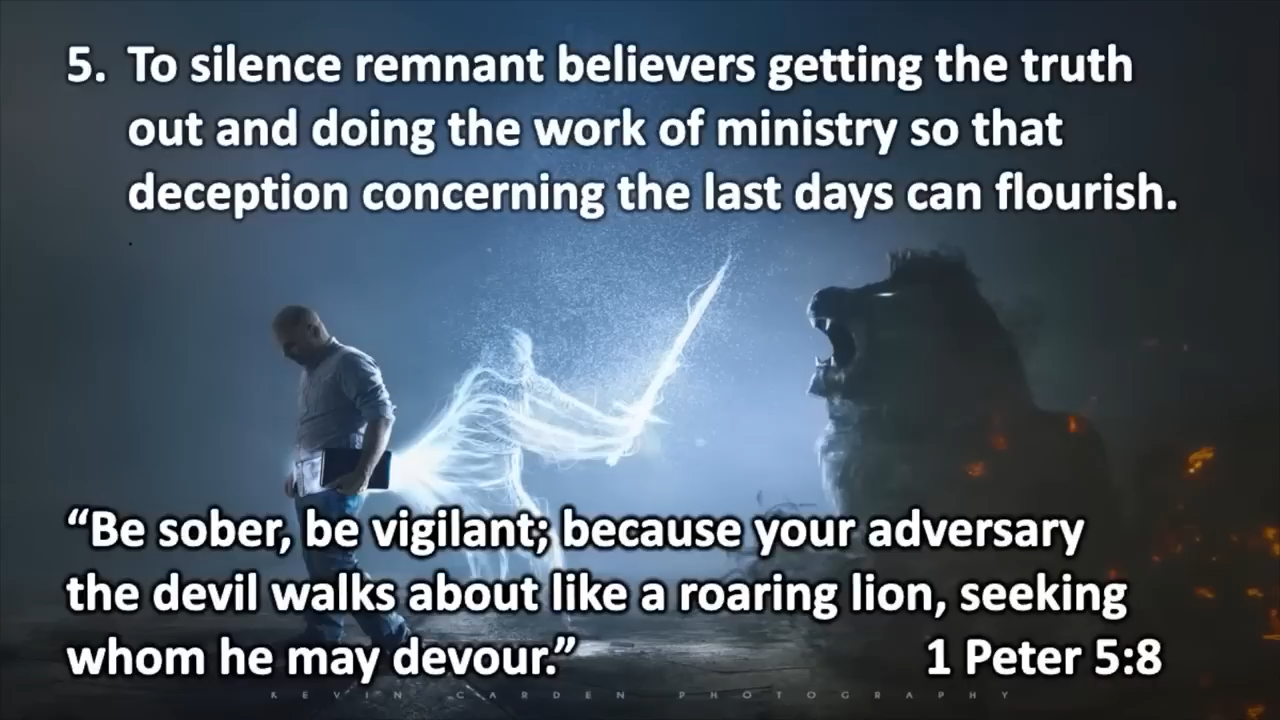 5. To silence remnant believers getting the truth
out and doing the work of ministry so that
deception concerning the last days can flourish.
“Be sober, be vigilant; because your adversary
the devil walks about like a roaring lion, seeking
whom he may devour.” 1 Peter 5:8
KEVIN CARDEN PHOTOGRAPHY